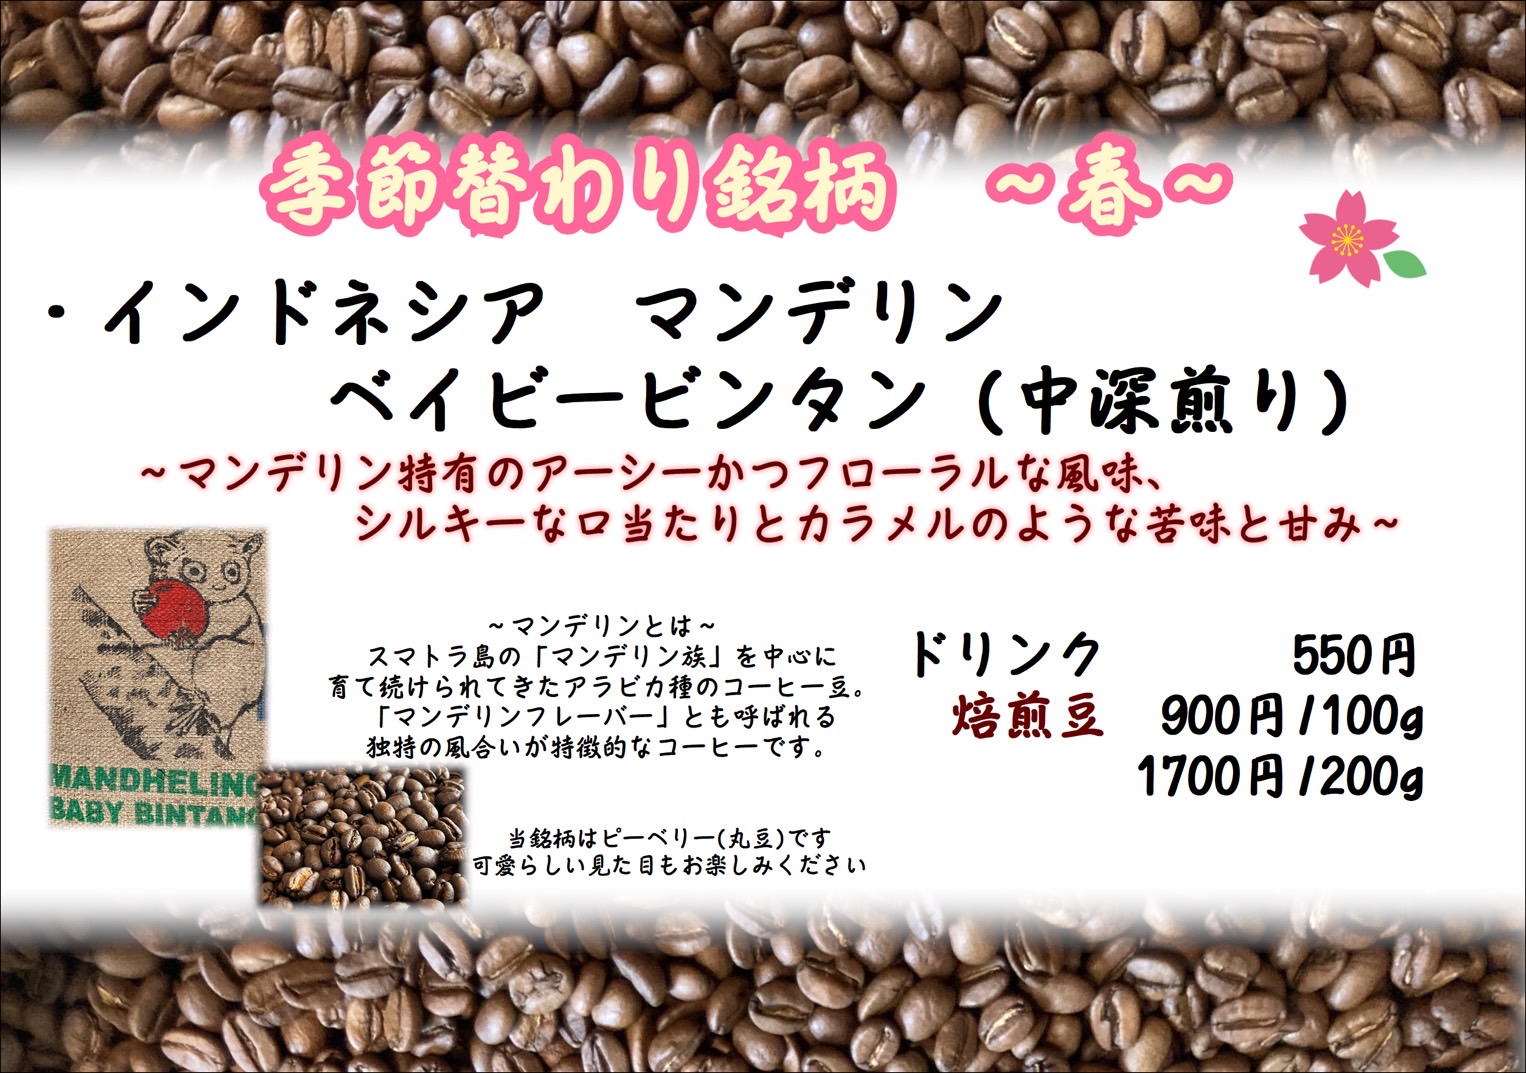 季節替わり銘柄　～春～
・インドネシア　マンデリン
ベイビービンタン（中深煎り）
～マンデリン特有のアーシーかつフローラルな風味、
シルキーな口当たりとカラメルのような苦味と甘み～
～マンデリンとは～
スマトラ島の「マンデリン族」を中心に
育て続けられてきたアラビカ種のコーヒー豆。
「マンデリンフレーバー」とも呼ばれる
独特の風合いが特徴的なコーヒーです。
ドリンク　550円
焙煎豆　900円/100g
1700円/200g
MANDHELING
BABY BINTANG
当銘柄はピーベリー(丸豆)です
可愛らしい見た目もお楽しみください